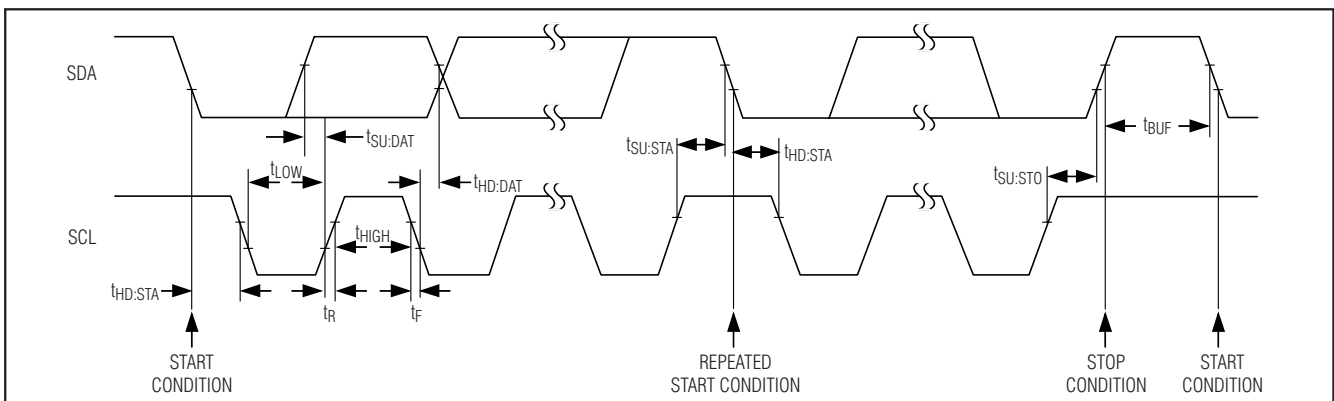 SDA
tSU:DAT
tLOW
tHD:DAT
tSU:STA
tHD:STA
tBUF
tSU:STO
SCL
tHIGH
tHD:STA
tR
tF
START
CONDITION
REPEATED
START CONDITION
STOP
CONDITION
START
CONDITION